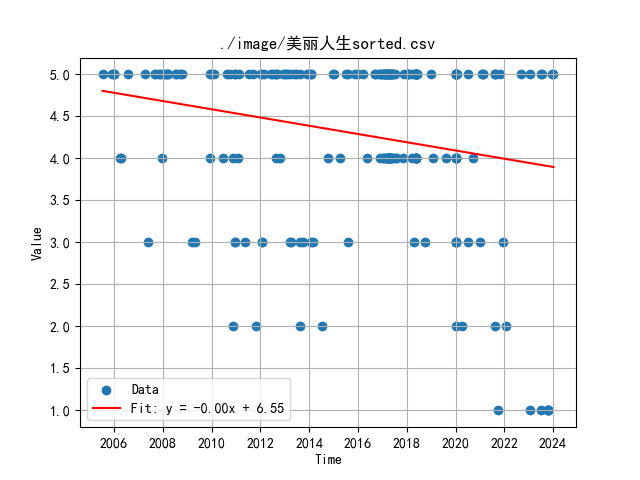 ./image/美丽人生sorted.csv
5.0
4.5
4.0
3.5
3.0
2.5
2.0
1.5
1.0
Value
Data
Fit: y = -0.00x + 6.55
2006 2008 2010 2012 2014 2016 2018 2020 2022 2024
Time